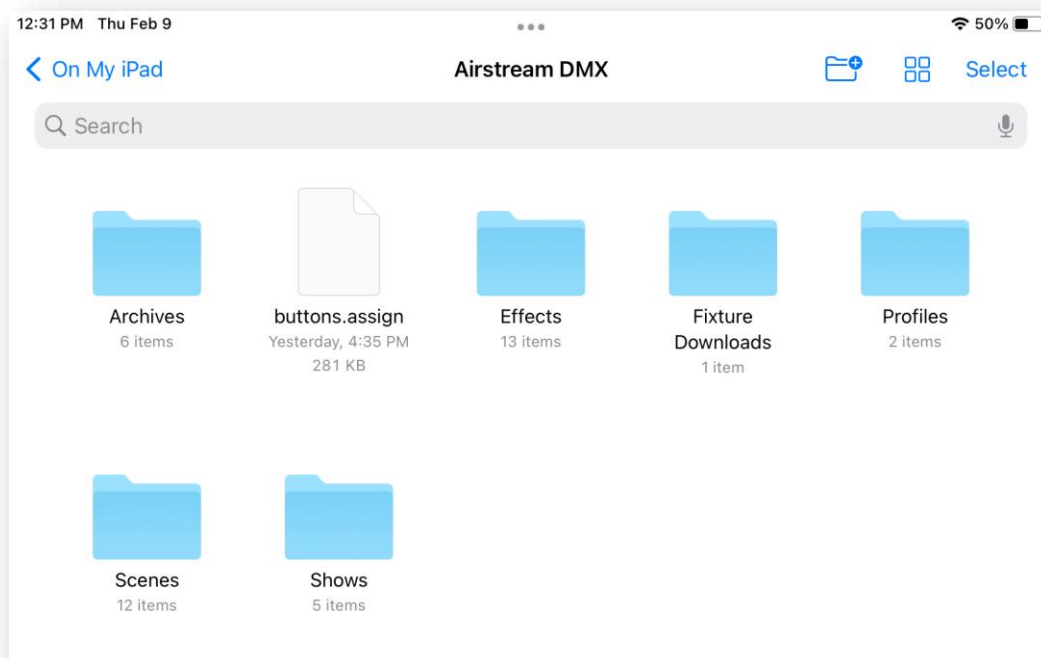 12:31 PM Thu Feb 9
50%
On My iPad
Airstream DMX
Select
Search
Archives
6 items
buttons.assign
Yesterday, 4:35 PM
281 KB
Effects
13 items
Fixture
Downloads
1 item
Profiles
2 items
Scenes
12 items
Shows
5 items